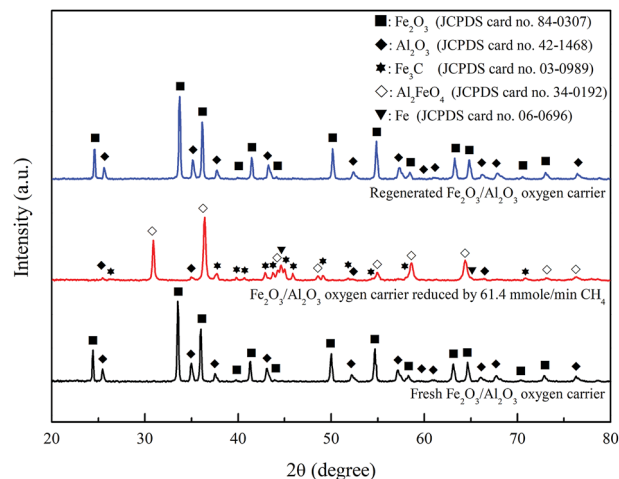 ■: Fe₂O₃ (JCPDS card no. 84-0307)
◆: Al₂O₃ (JCPDS card no. 42-1468)
✶: Fe₃C (JCPDS card no. 03-0989)
◇: Al₂FeO₄ (JCPDS card no. 34-0192)
▼: Fe (JCPDS card no. 06-0696)
Regenerated Fe₂O₃/Al₂O₃ oxygen carrier
Fe₂O₃/Al₂O₃ oxygen carrier reduced by 61.4 mmole/min CH₄
Fresh Fe₂O₃/Al₂O₃ oxygen carrier
Intensity (a.u.)
20 30 40 50 60 70 80
2θ (degree)